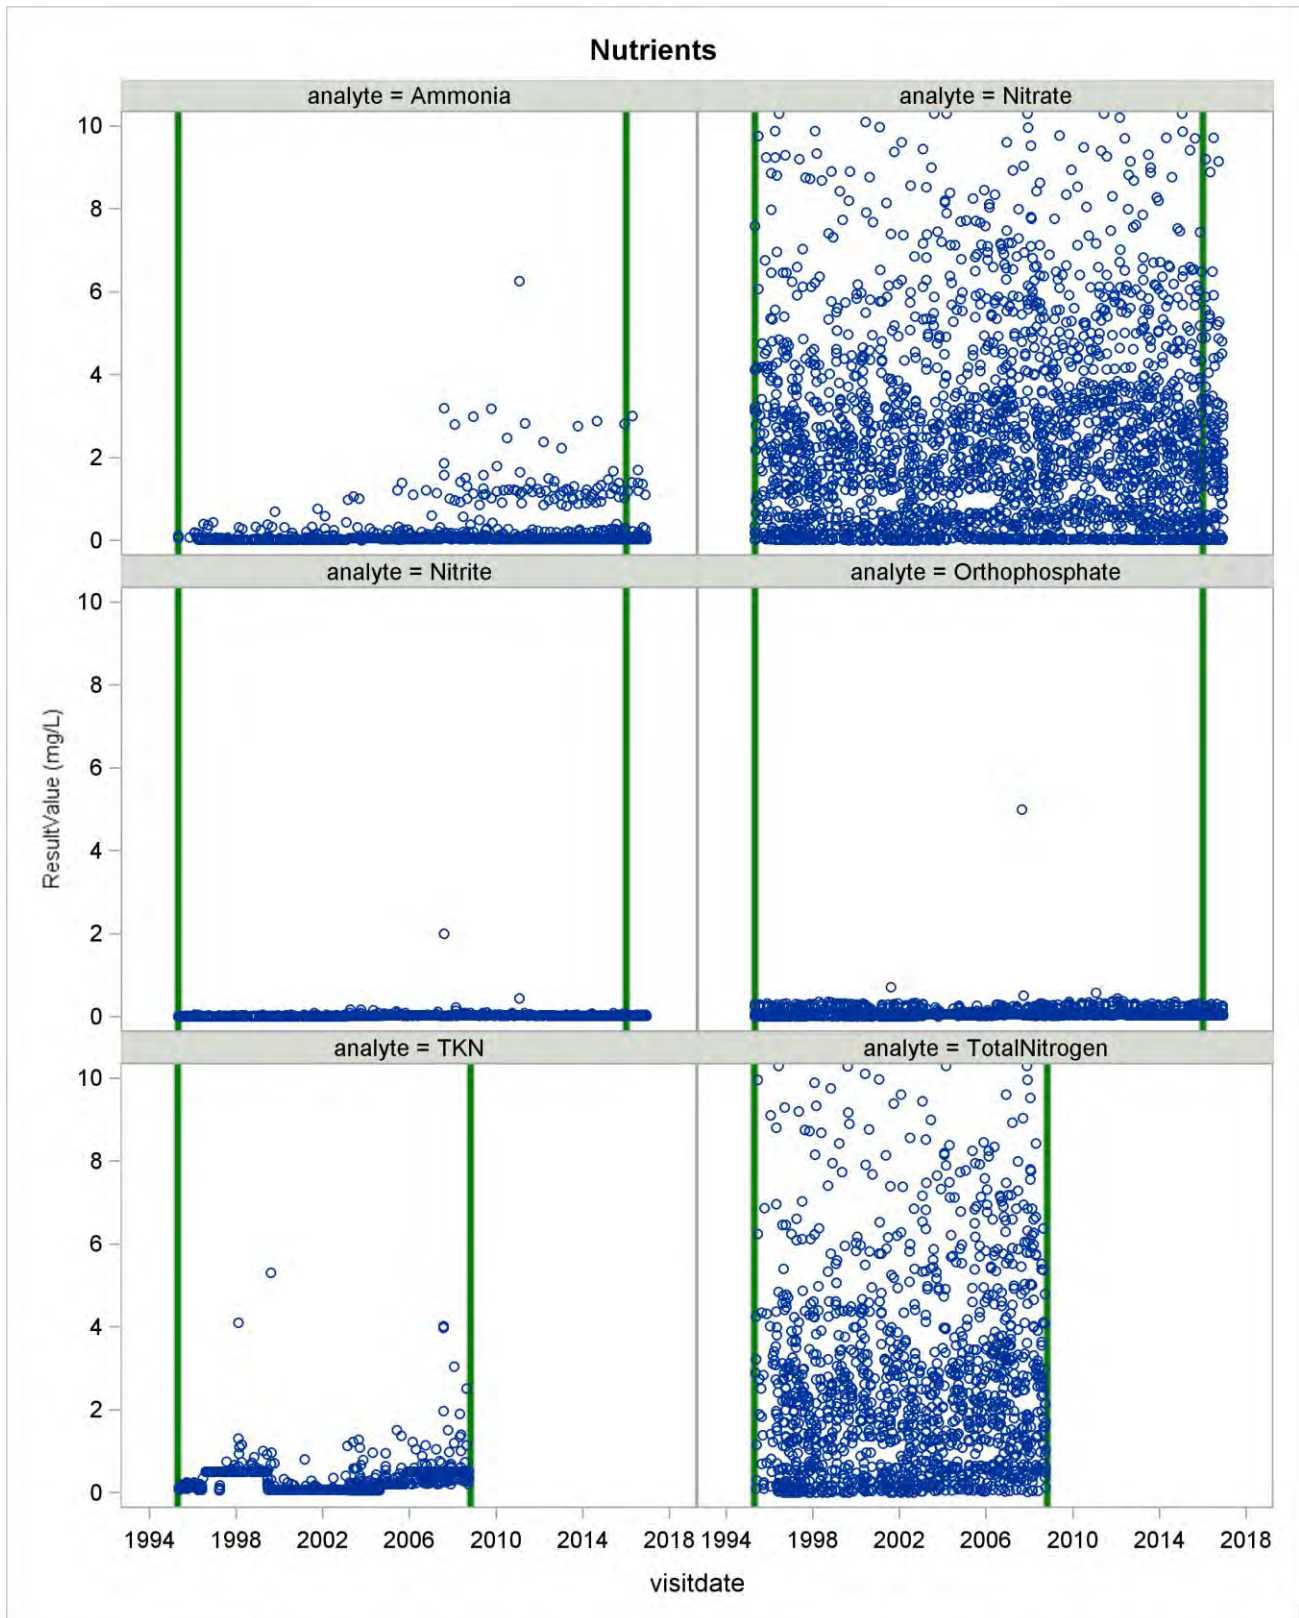 Nutrients
analyte = Ammonia
analyte = Nitrate
10
8
6
4
2
0
analyte = Nitrite
analyte = Orthophosphate
10
8
6
4
2
0
ResultValue (mg/L)
analyte = TKN
analyte = TotalNitrogen
10
8
6
4
2
0
1994 1998 2002 2006 2010 2014 2018 1994 1998 2002 2006 2010 2014 2018
visitdate